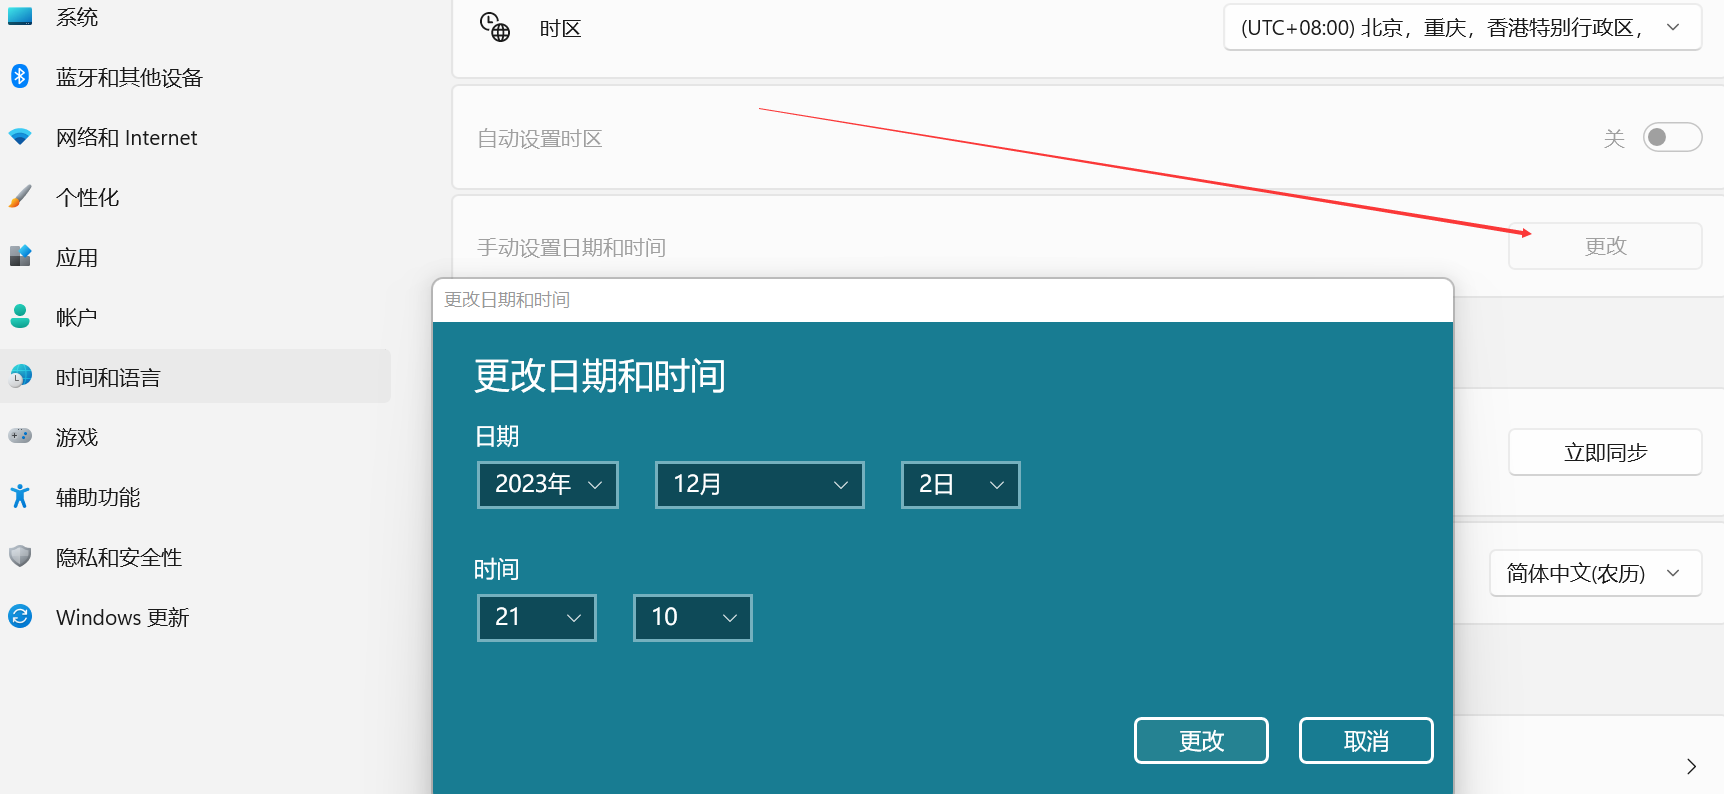 系统
蓝牙和其他设备
网络和 Internet
个性化
应用
帐户
时间和语言
游戏
辅助功能
隐私和安全性
Windows 更新
时区
(UTC+08:00) 北京，重庆，香港特别行政区，
自动设置时区
关
手动设置日期和时间
更改
更改日期和时间
更改日期和时间
日期
2023年 12月 2日
时间
21 10
更改 取消
立即同步
简体中文(农历)